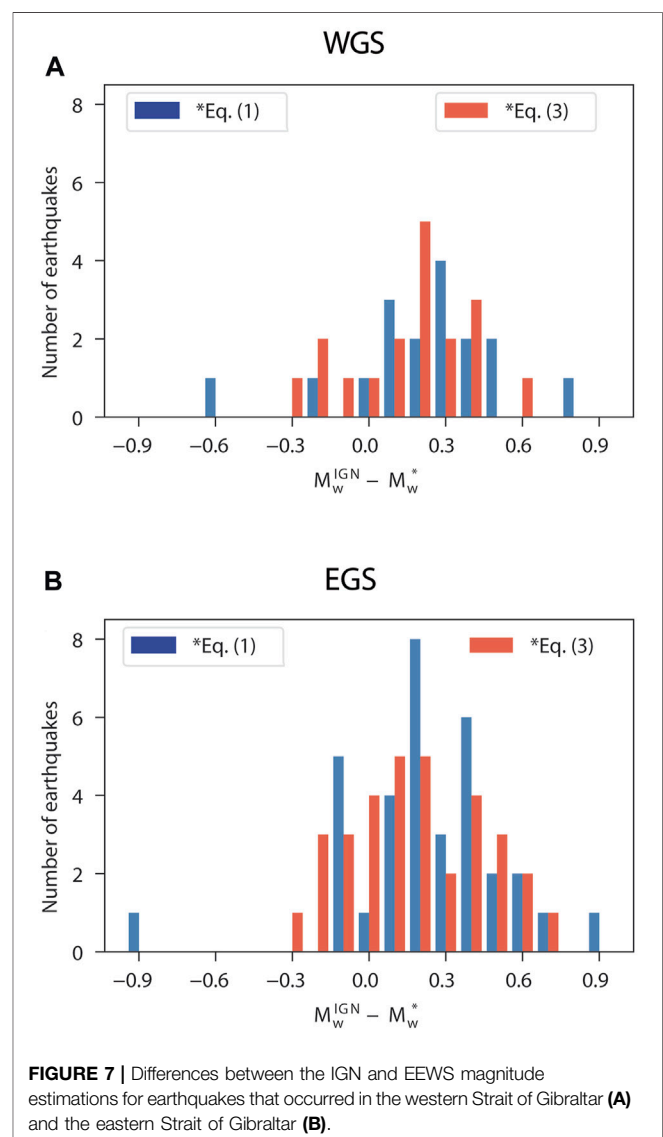 WGS
A
*Eq. (1)
*Eq. (3)
8
6
4
2
0
Number of earthquakes
−0.9 −0.6 −0.3 0.0 0.3 0.6 0.9
M_w^IGN − M_w^*
EGS
B
*Eq. (1)
*Eq. (3)
8
6
4
2
0
Number of earthquakes
−0.9 −0.6 −0.3 0.0 0.3 0.6 0.9
M_w^IGN − M_w^*
FIGURE 7 | Differences between the IGN and EEWS magnitude
estimations for earthquakes that occurred in the western Strait of Gibraltar (A)
and the eastern Strait of Gibraltar (B).